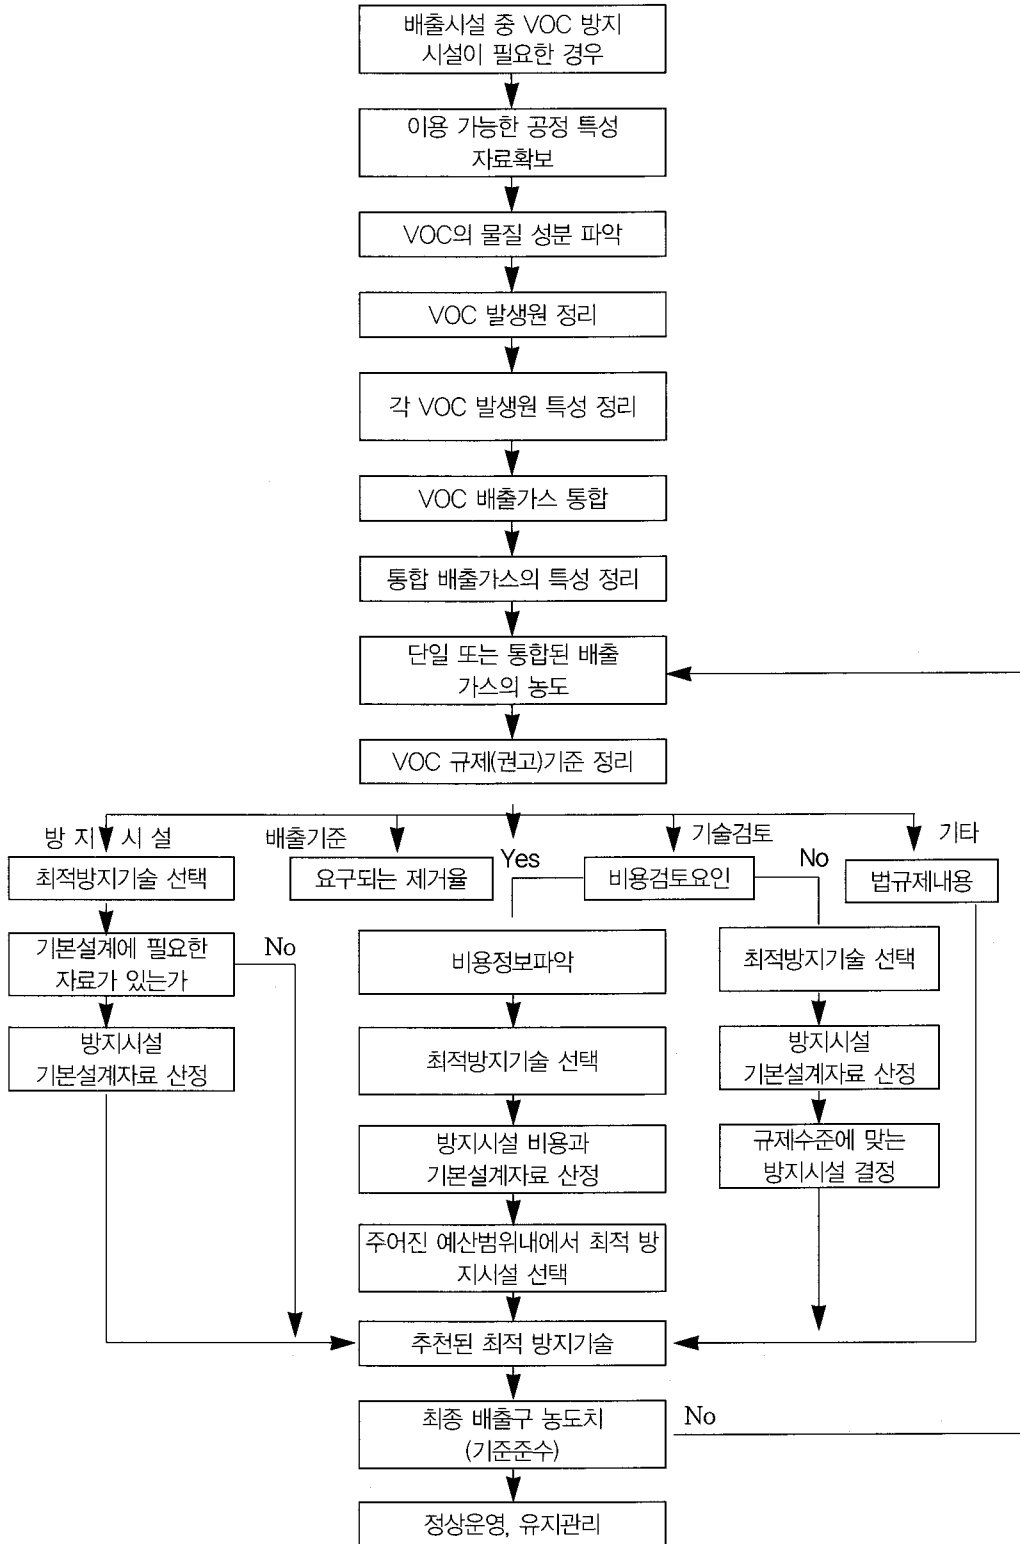 배출시설 중 VOC 방지
시설이 필요한 경우
이용 가능한 공정 특성
자료확보
VOC의 물질 성분 파악
VOC 발생원 정리
각 VOC 발생원 특성 정리
VOC 배출가스 통합
통합 배출가스의 특성 정리
단일 또는 통합된 배출
가스의 농도
VOC 규제(권고)기준 정리
방 지 시 설
배출기준
기술검토
기타
최적방지기술 선택
요구되는 제거율
Yes
비용검토요인
No
법규제내용
기본설계에 필요한
자료가 있는가
No
방지시설
기본설계자료 산정
비용정보파악
최적방지기술 선택
방지시설 비용과
기본설계자료 산정
주어진 예산범위내에서 최적 방
지시설 선택
최적방지기술 선택
방지시설
기본설계자료 산정
규제수준에 맞는
방지시설 결정
추천된 최적 방지기술
최종 배출구 농도치
(기준준수)
No
정상운영, 유지관리